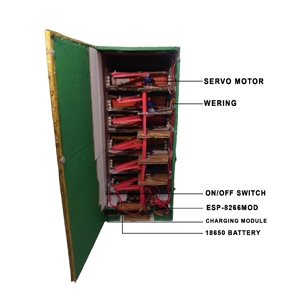 SERVO MOTOR
WERING
ON/OFF SWITCH
ESP-8266MOD
CHARGING MODULE
18650 BATTERY